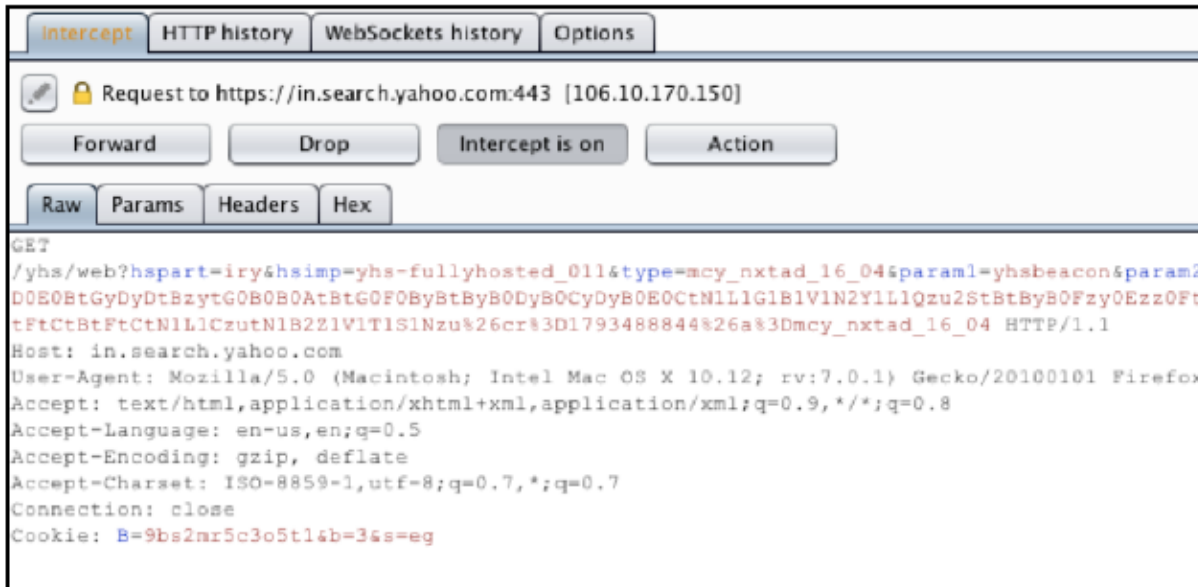 Intercept HTTP history WebSockets history Options
Request to https://in.search.yahoo.com:443 [106.10.170.150]
Forward Drop Intercept is on Action
Raw Params Headers Hex
GET
/yhs/web?hspart=iry&hsimp=yhs-fullyhosted_011&type=mcy_nxtad_16_04&param1=yhsbeacon&param2
D0E0BtGyDyDtBzytG0B0B0AtBtG0F0ByBtByB0DyB0CyDyB0E0CtN1L1G1B1V1N2Y1L1Qzu2StBtByB0Fzy0Ezz0Ft
tFtCtBtFtCtN1L1CzutN1B2Z1V1T1S1Nzu%26cr%3D1793488844%26a%3Dmcy_nxtad_16_04 HTTP/1.1
Host: in.search.yahoo.com
User-Agent: Mozilla/5.0 (Macintosh; Intel Mac OS X 10.12; rv:7.0.1) Gecko/20100101 Firefox
Accept: text/html,application/xhtml+xml,application/xml;q=0.9,*/*;q=0.8
Accept-Language: en-us,en;q=0.5
Accept-Encoding: gzip, deflate
Accept-Charset: ISO-8859-1,utf-8;q=0.7,*;q=0.7
Connection: close
Cookie: B=9bs2mr5c3o5t1&b=3&s=eg